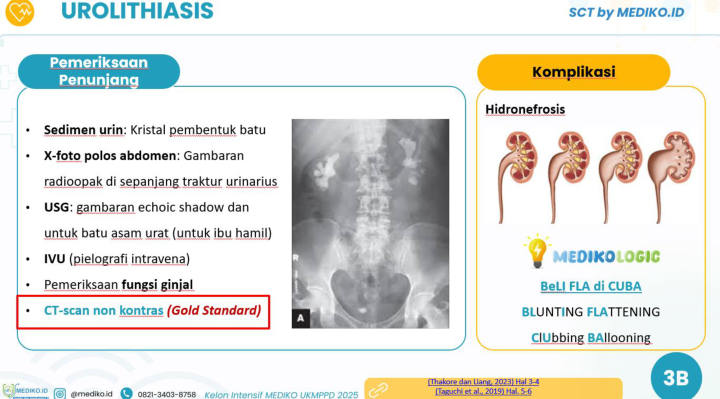 UROLITHIASIS
SCT by MEDIKO.ID
Pemeriksaan
Penunjang
• Sedimen urin: Kristal pembentuk batu
• X-foto polos abdomen: Gambaran
radioopak di sepanjang traktur urinarius
• USG: gambaran echoic shadow dan
untuk batu asam urat (untuk ibu hamil)
• IVU (pielografi intravena)
• Pemeriksaan fungsi ginjal
• CT-scan non kontras (Gold Standard)
R
A
Komplikasi
Hidronefrosis
MEDIKOLOGIC
BeLI FLA di CUBA
BLUNTING FLATTENING
ClUbbing BAllooning
3B
MEDIKO.ID
@mediko.id
0821-3403-8758
Kelon Intensif MEDIKO UKMPPD 2025
(Thakore dan Liang, 2023) Hal 3-4
(Taguchi et al., 2019) Hal. 5-6